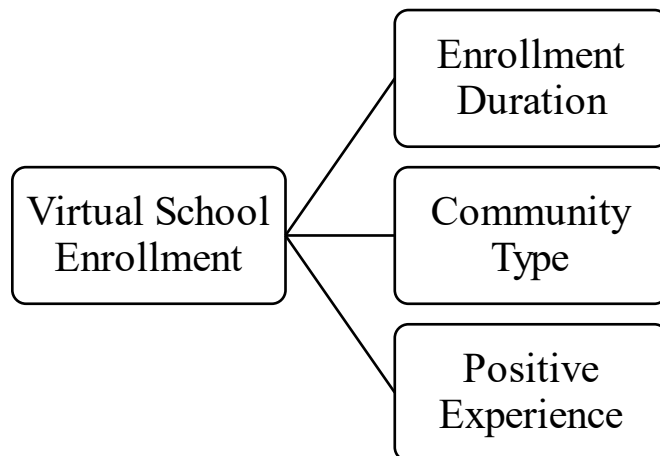 Virtual School
Enrollment
Enrollment
Duration
Community
Type
Positive
Experience